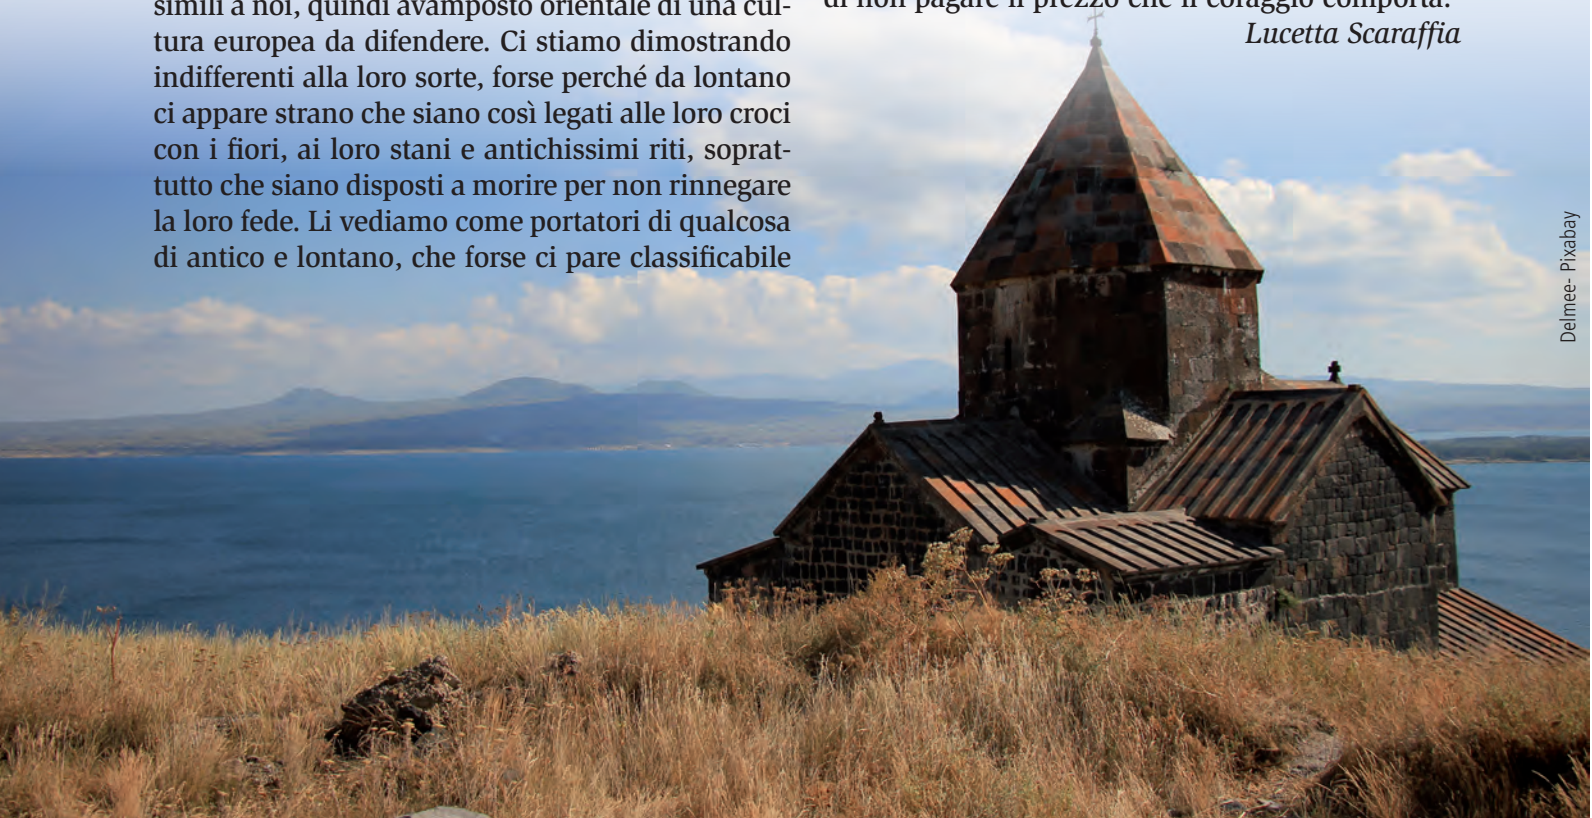 simili a noi, quindi avamposto orientale di una cul-
tura europea da difendere. Ci stiamo dimostrando
indifferenti alla loro sorte, forse perché da lontano
ci appare strano che siano così legati alle loro croci
con i fiori, ai loro stani e antichissimi riti, soprat-
tutto che siano disposti a morire per non rinnegare
la loro fede. Li vediamo come portatori di qualcosa
di antico e lontano, che forse ci pare classificabile
di non pagare il prezzo che il coraggio comporta.
Lucetta Scaraffia
Delmee- Pixabay